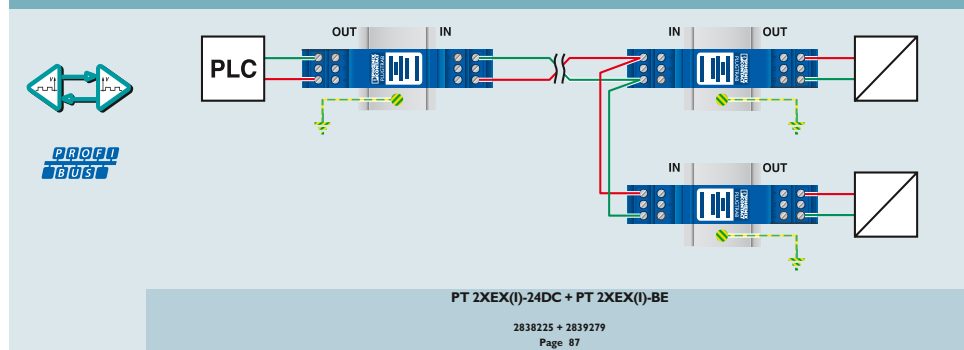 OUT IN IN OUT
PLC
PROFI
BUS
IN OUT
PT 2XEX(I)-24DC + PT 2XEX(I)-BE
2838225 + 2839279
Page 87